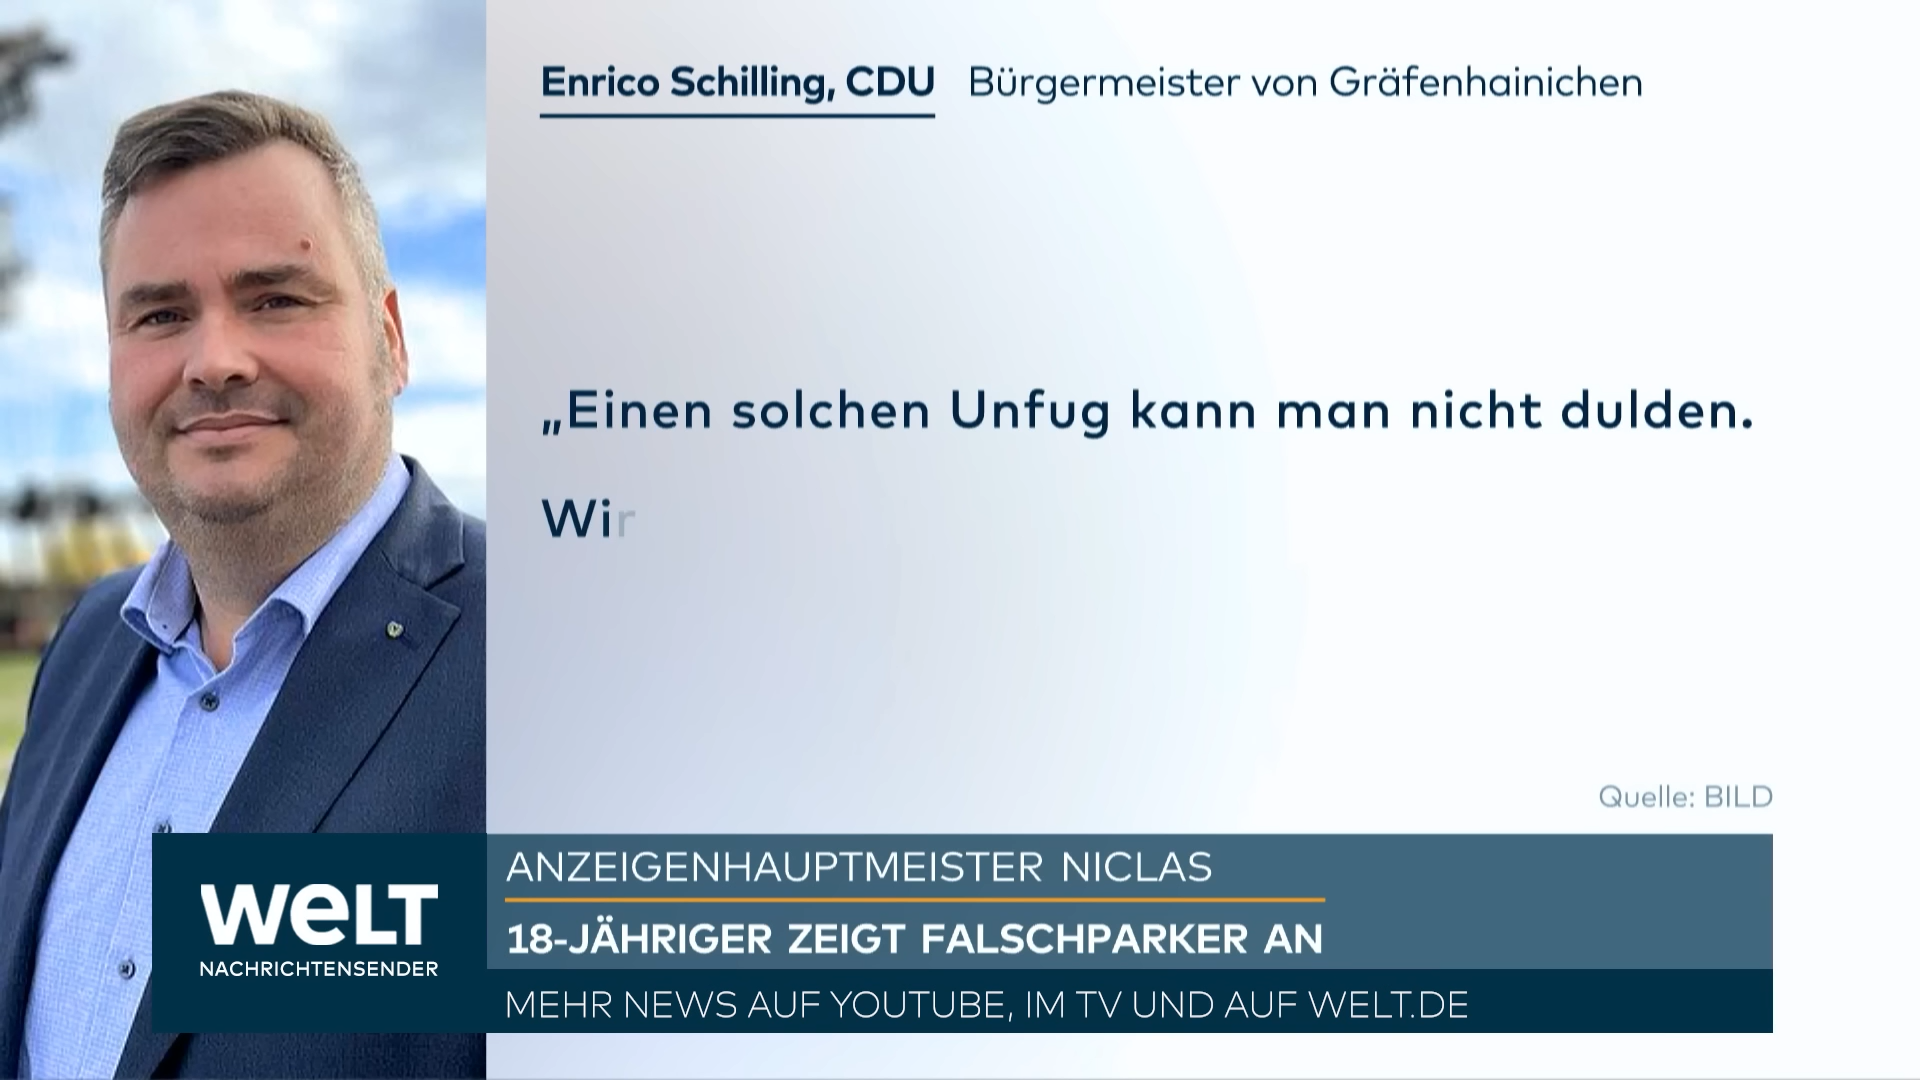 Enrico Schilling, CDU Bürgermeister von Gräfenhainichen
„Einen solchen Unfug kann man nicht dulden.
Wir
Quelle: BILD
ANZEIGENHAUPTMEISTER NICLAS
18-JÄHRIGER ZEIGT FALSCHPARKER AN
welt
NACHRICHTENSENDER
MEHR NEWS AUF YOUTUBE, IM TV UND AUF WELT.DE